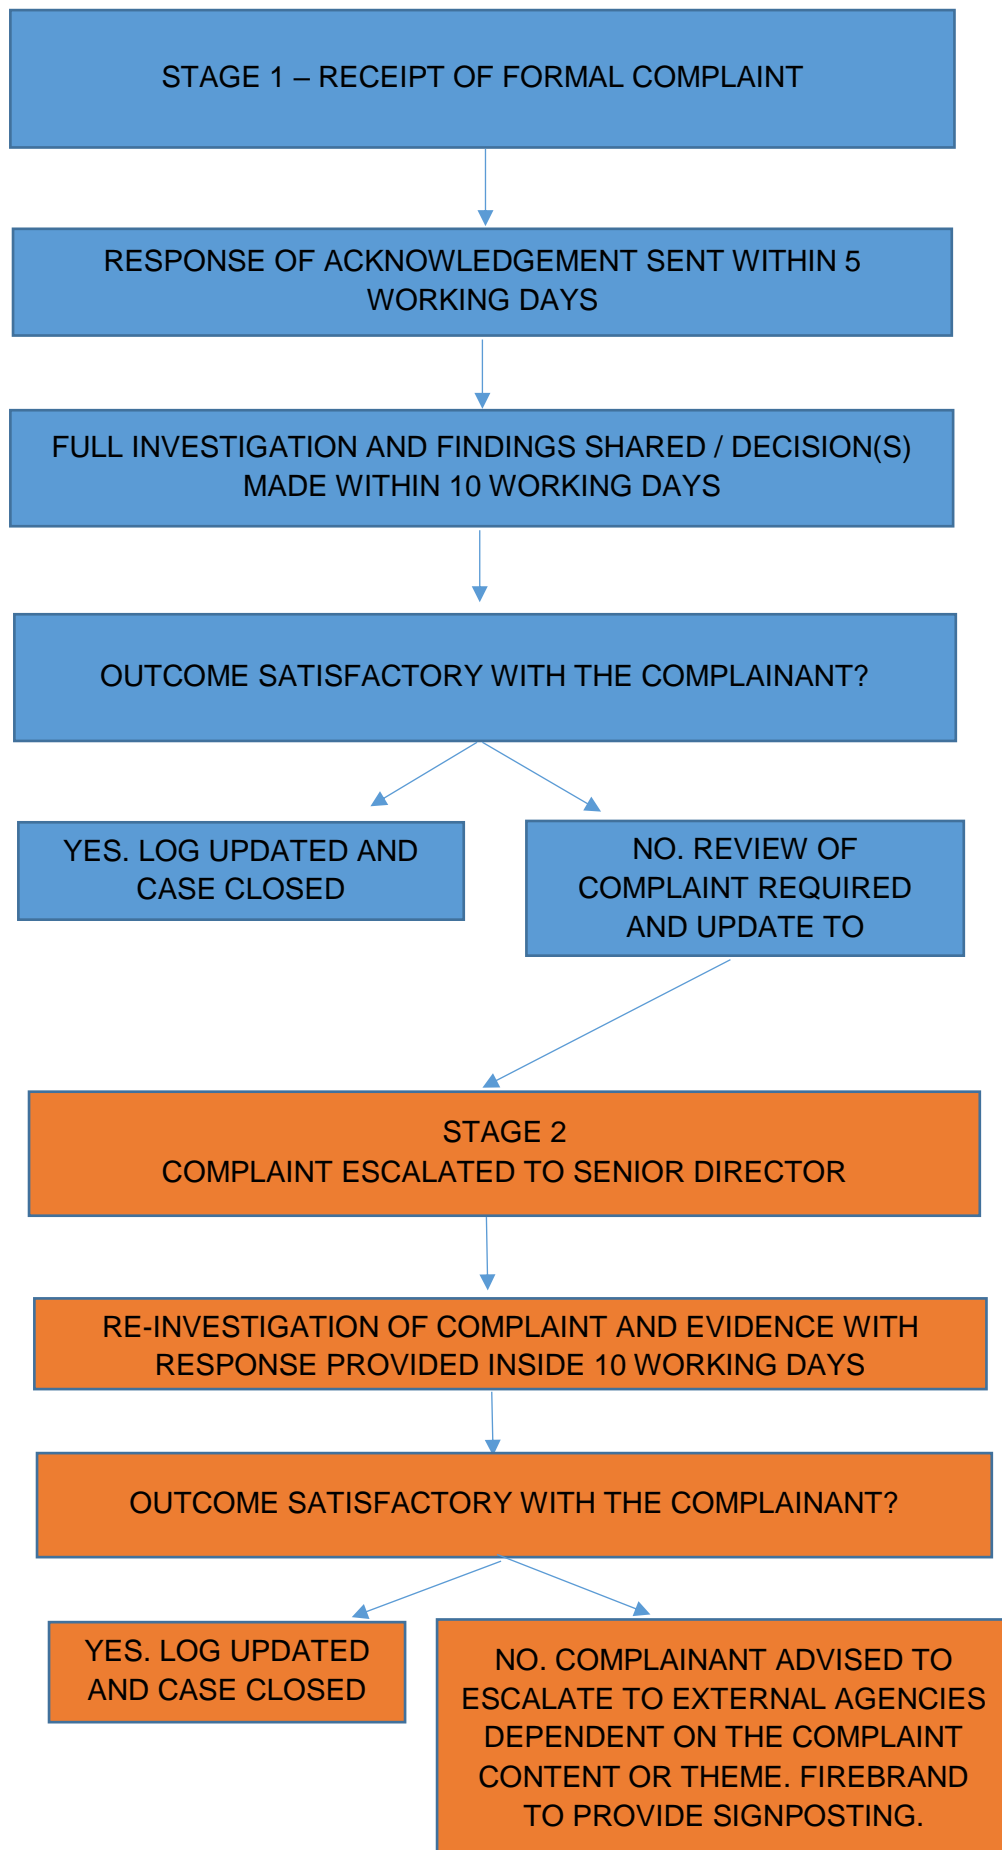 STAGE 1 – RECEIPT OF FORMAL COMPLAINT
RESPONSE OF ACKNOWLEDGEMENT SENT WITHIN 5
WORKING DAYS
FULL INVESTIGATION AND FINDINGS SHARED / DECISION(S)
MADE WITHIN 10 WORKING DAYS
OUTCOME SATISFACTORY WITH THE COMPLAINANT?
YES. LOG UPDATED AND
CASE CLOSED
NO. REVIEW OF
COMPLAINT REQUIRED
AND UPDATE TO
STAGE 2
COMPLAINT ESCALATED TO SENIOR DIRECTOR
RE-INVESTIGATION OF COMPLAINT AND EVIDENCE WITH
RESPONSE PROVIDED INSIDE 10 WORKING DAYS
OUTCOME SATISFACTORY WITH THE COMPLAINANT?
YES. LOG UPDATED
AND CASE CLOSED
NO. COMPLAINANT ADVISED TO
ESCALATE TO EXTERNAL AGENCIES
DEPENDENT ON THE COMPLAINT
CONTENT OR THEME. FIREBRAND
TO PROVIDE SIGNPOSTING.